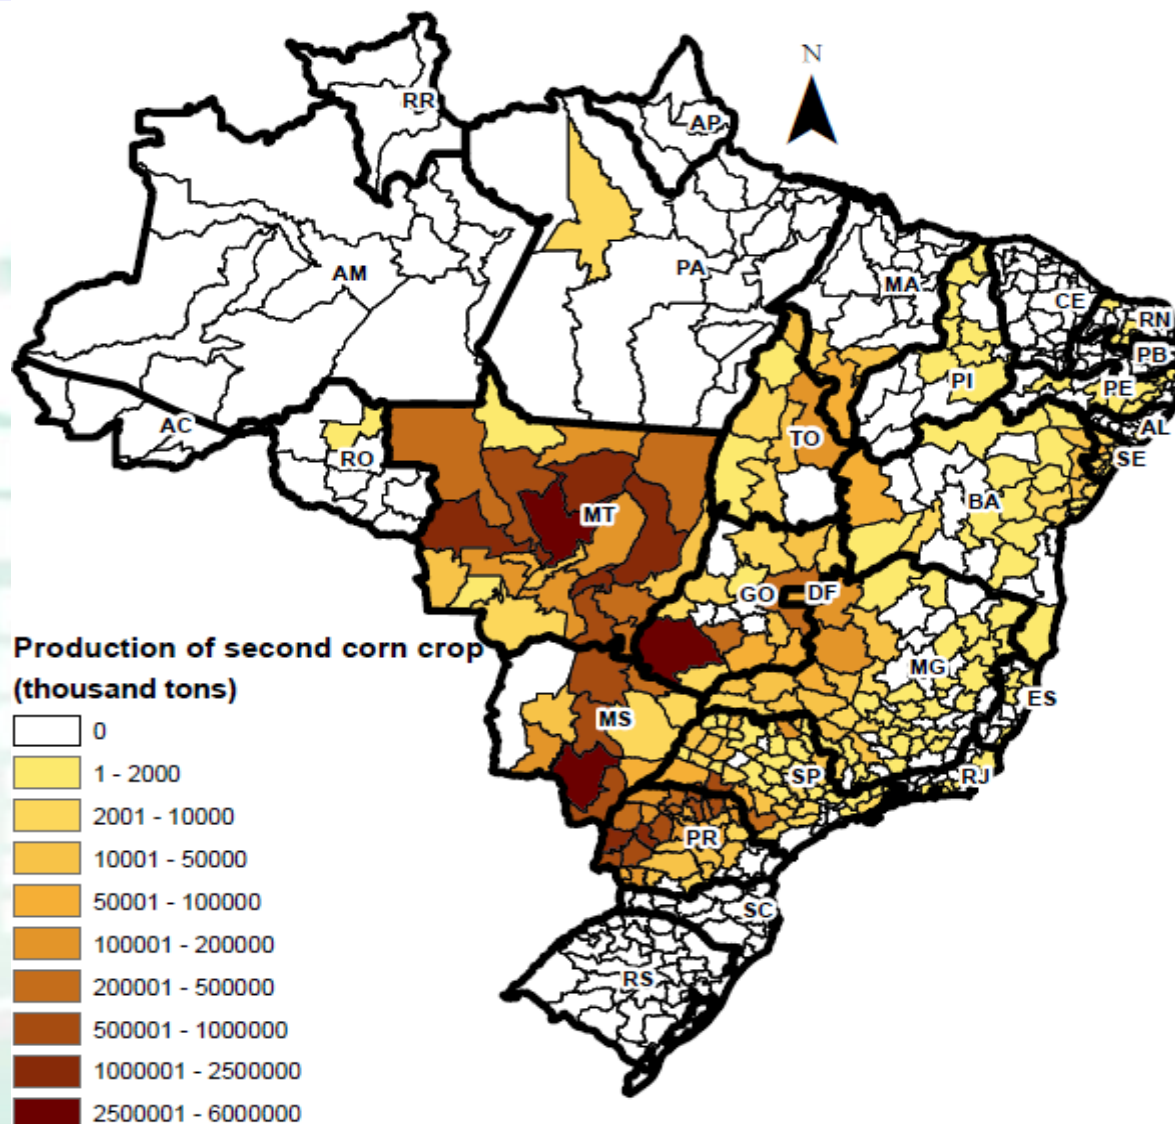 N
RR
AP
AM
PA
MA
CE
RN
PB
PI
PE
AL
AC
RO
TO
SE
BA
MT
GO
DF
MG
ES
MS
SP
RJ
PR
SC
RS
Production of second corn crop
(thousand tons)
0
1 - 2000
2001 - 10000
10001 - 50000
50001 - 100000
100001 - 200000
200001 - 500000
500001 - 1000000
1000001 - 2500000
2500001 - 6000000